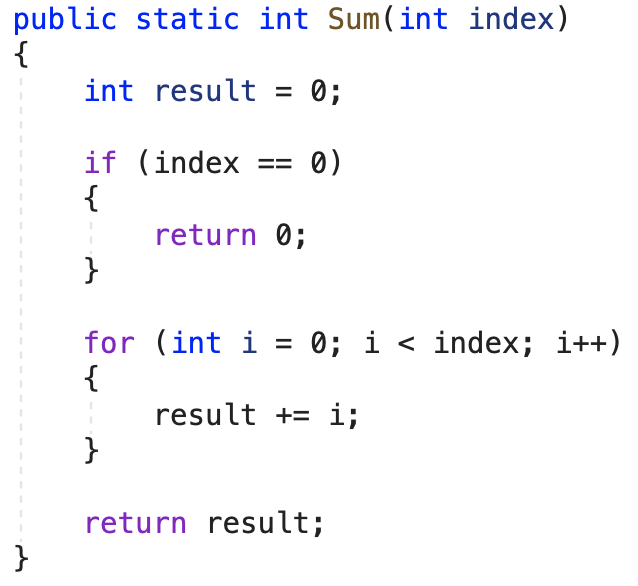 public static int Sum(int index)
{
    int result = 0;

    if (index == 0)
    {
        return 0;
    }

    for (int i = 0; i < index; i++)
    {
        result += i;
    }

    return result;
}